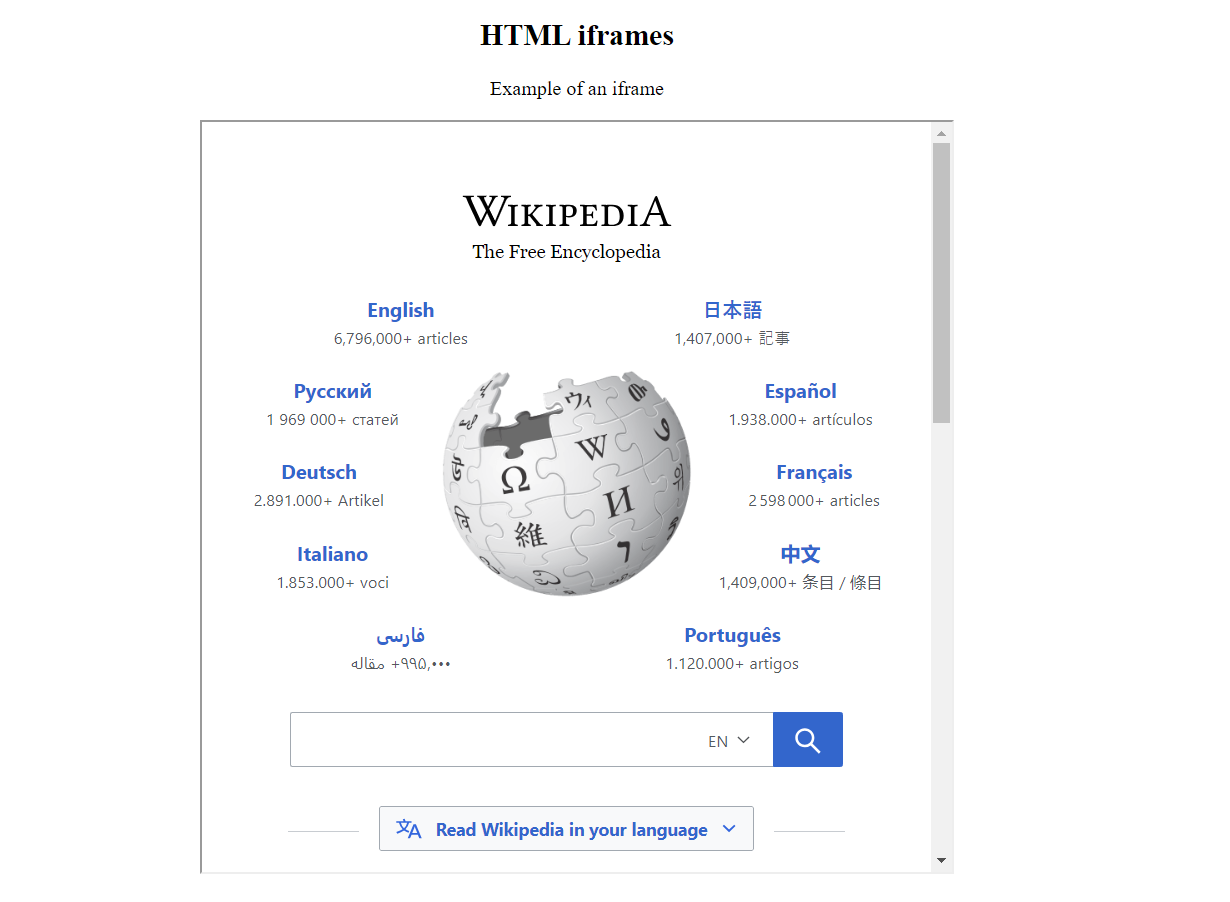 HTML iframes
Example of an iframe
WIKIPEDIA
The Free Encyclopedia
English
6,796,000+ articles
日本語
1,407,000+ 記事
Русский
1 969 000+ статей
Español
1.938.000+ artículos
Deutsch
2.891.000+ Artikel
Français
2 598 000+ articles
Italiano
1.853.000+ voci
中文
1,409,000+ 条目 / 條目
فارسی
۹۹۵٬۰۰۰+ مقاله
Português
1.120.000+ artigos
ウィ
W
Ω
И
維
EN
Read Wikipedia in your language